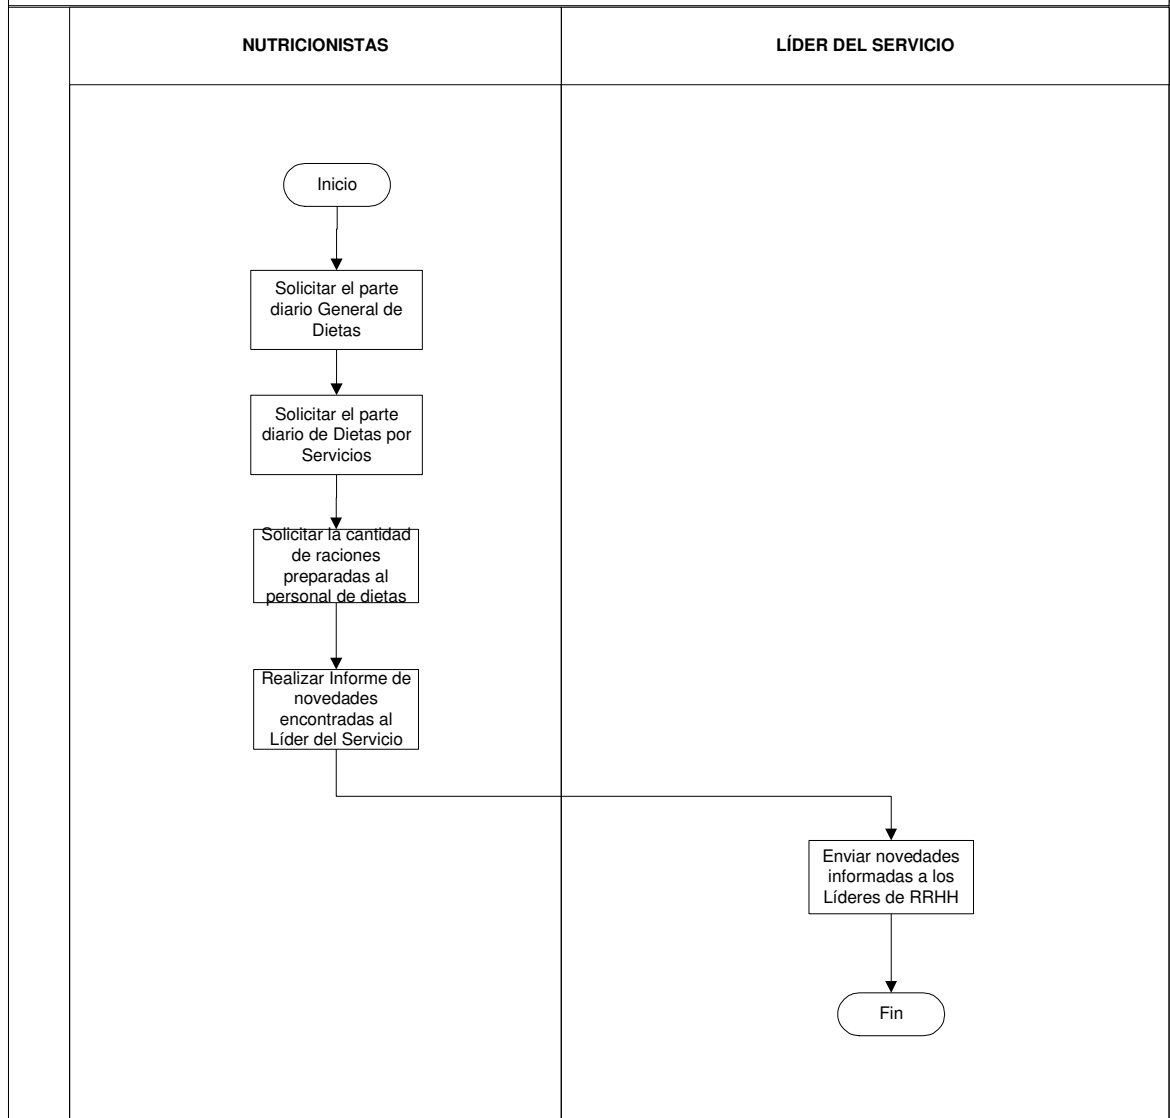 NUTRICIONISTAS
LÍDER DEL SERVICIO
Inicio
Solicitar el parte
diario General de
Dietas
Solicitar el parte
diario de Dietas por
Servicios
Solicitar la cantidad
de raciones
preparadas al
personal de dietas
Realizar Informe de
novedades
encontradas al
Líder del Servicio
Enviar novedades
informadas a los
Líderes de RRHH
Fin